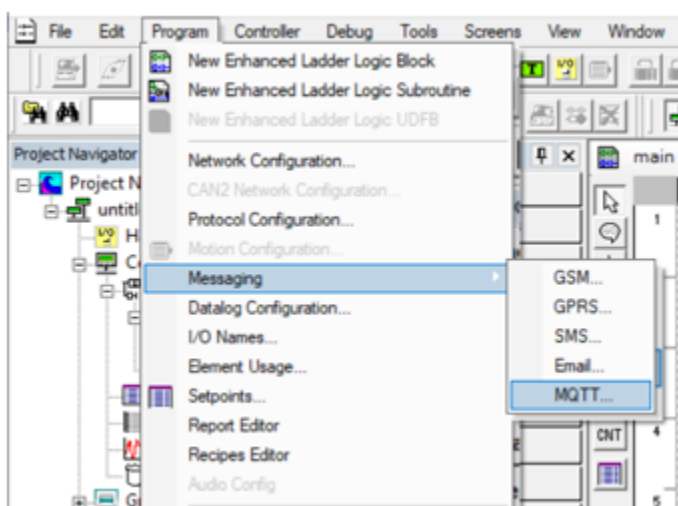 File Edit Program Controller Debug Tools Screens View Window
New Enhanced Ladder Logic Block
New Enhanced Ladder Logic Subroutine
New Enhanced Ladder Logic UDFB
Project Navigator
main
Network Configuration...
Project N
CAN2 Network Configuration...
untitl
Protocol Configuration...
1
Motion Configuration...
Messaging
GSM...
Datalog Configuration...
GPRS...
I/O Names...
SMS...
Element Usage...
Email...
Setpoints...
MQTT...
Report Editor
CNT
4
Recipes Editor
Audio Config
5